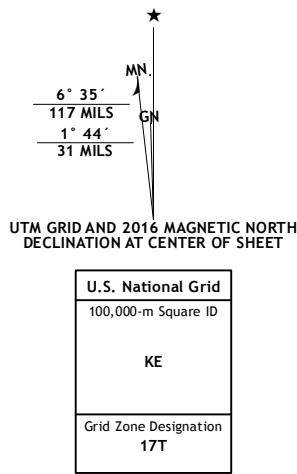 MN.
6° 35´
117 MILS
GN
1° 44´
31 MILS
UTM GRID AND 2016 MAGNETIC NORTH
DECLINATION AT CENTER OF SHEET
U.S. National Grid
100,000-m Square ID
KE
Grid Zone Designation
17T